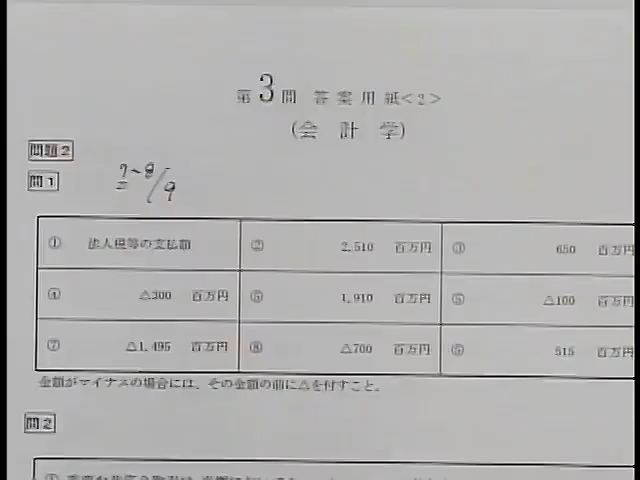 第3問 答案用紙<2>
(会計学)
問題2
問1
7~8/9
① 法人税等の支払額 ② 2,510 百万円 ③ 650 百万円
④ △300 百万円 ⑤ 1,910 百万円 ⑥ △100 百万円
⑦ △1,495 百万円 ⑧ △700 百万円 ⑨ 515 百万円
金額がマイナスの場合には、その金額の前に△を付すこと。
問2